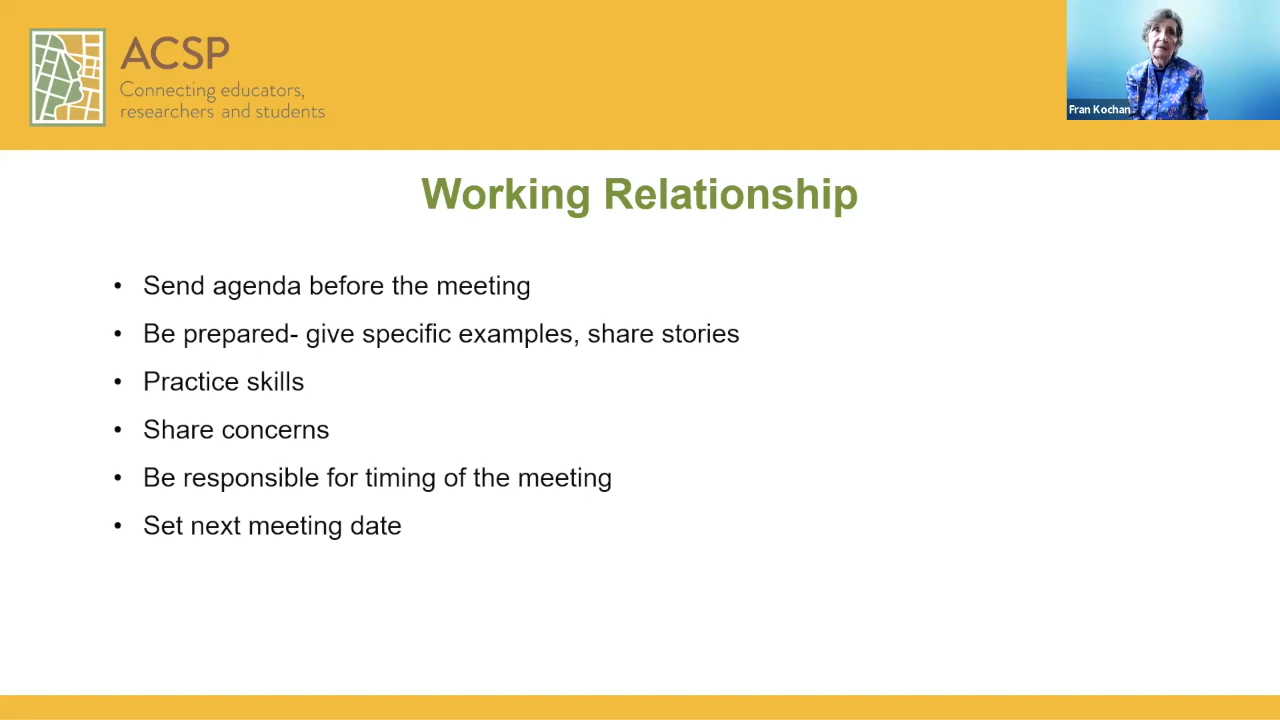 ACSP
Connecting educators,
researchers and students
Fran Kochan
Working Relationship
• Send agenda before the meeting
• Be prepared- give specific examples, share stories
• Practice skills
• Share concerns
• Be responsible for timing of the meeting
• Set next meeting date